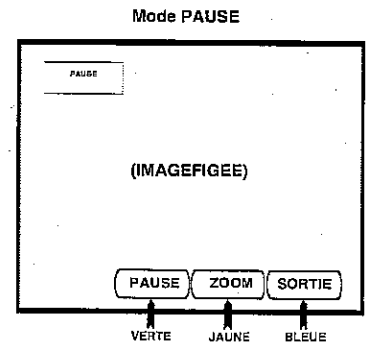 Mode PAUSE
PAUSE
(IMAGEFIGEE)
PAUSE ZOOM SORTIE
VERTE JAUNE BLEUE